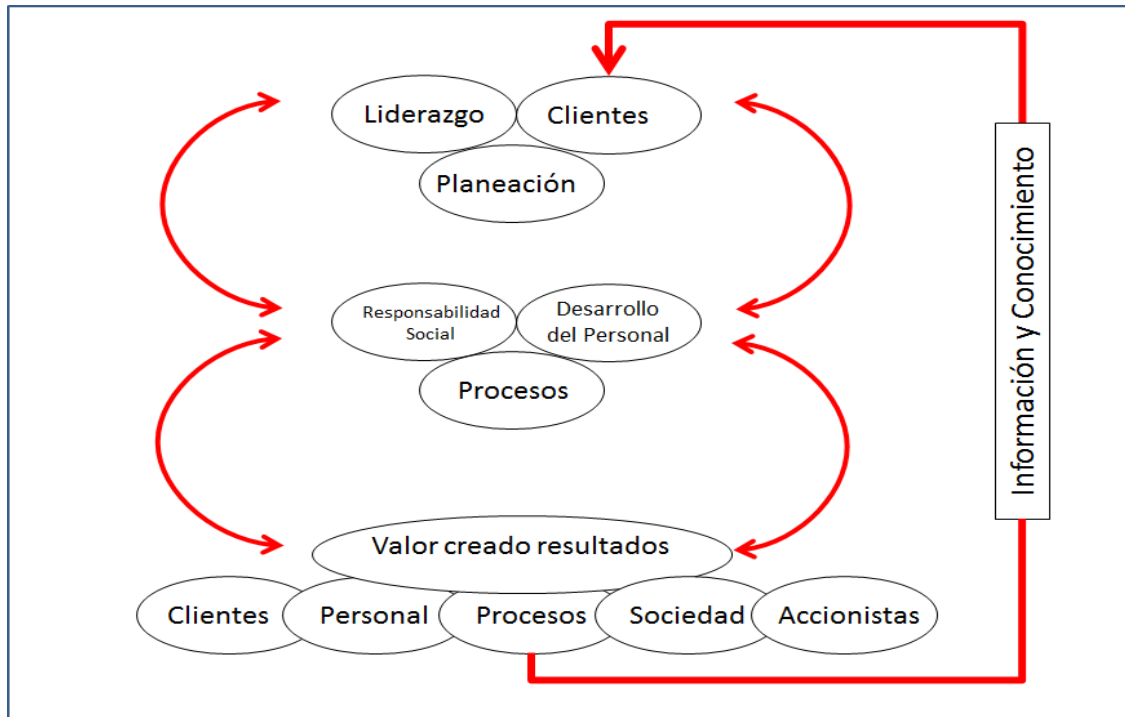 Liderazgo
Clientes
Planeación
Responsabilidad
Social
Desarrollo
del Personal
Procesos
Valor creado resultados
Clientes
Personal
Procesos
Sociedad
Accionistas
Información y Conocimiento